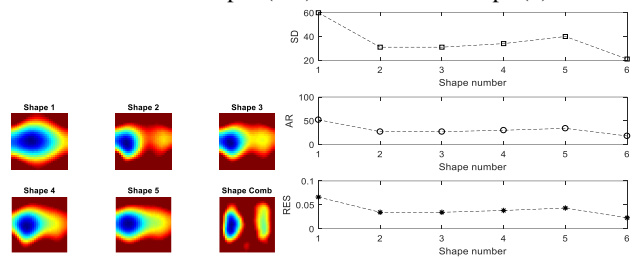 Shape 1
Shape 2
Shape 3
Shape 4
Shape 5
Shape Comb
60
40
20
SD
1 2 3 4 5 6
Shape number
100
50
0
AR
1 2 3 4 5 6
Shape number
0.1
0.05
0
RES
1 2 3 4 5 6
Shape number